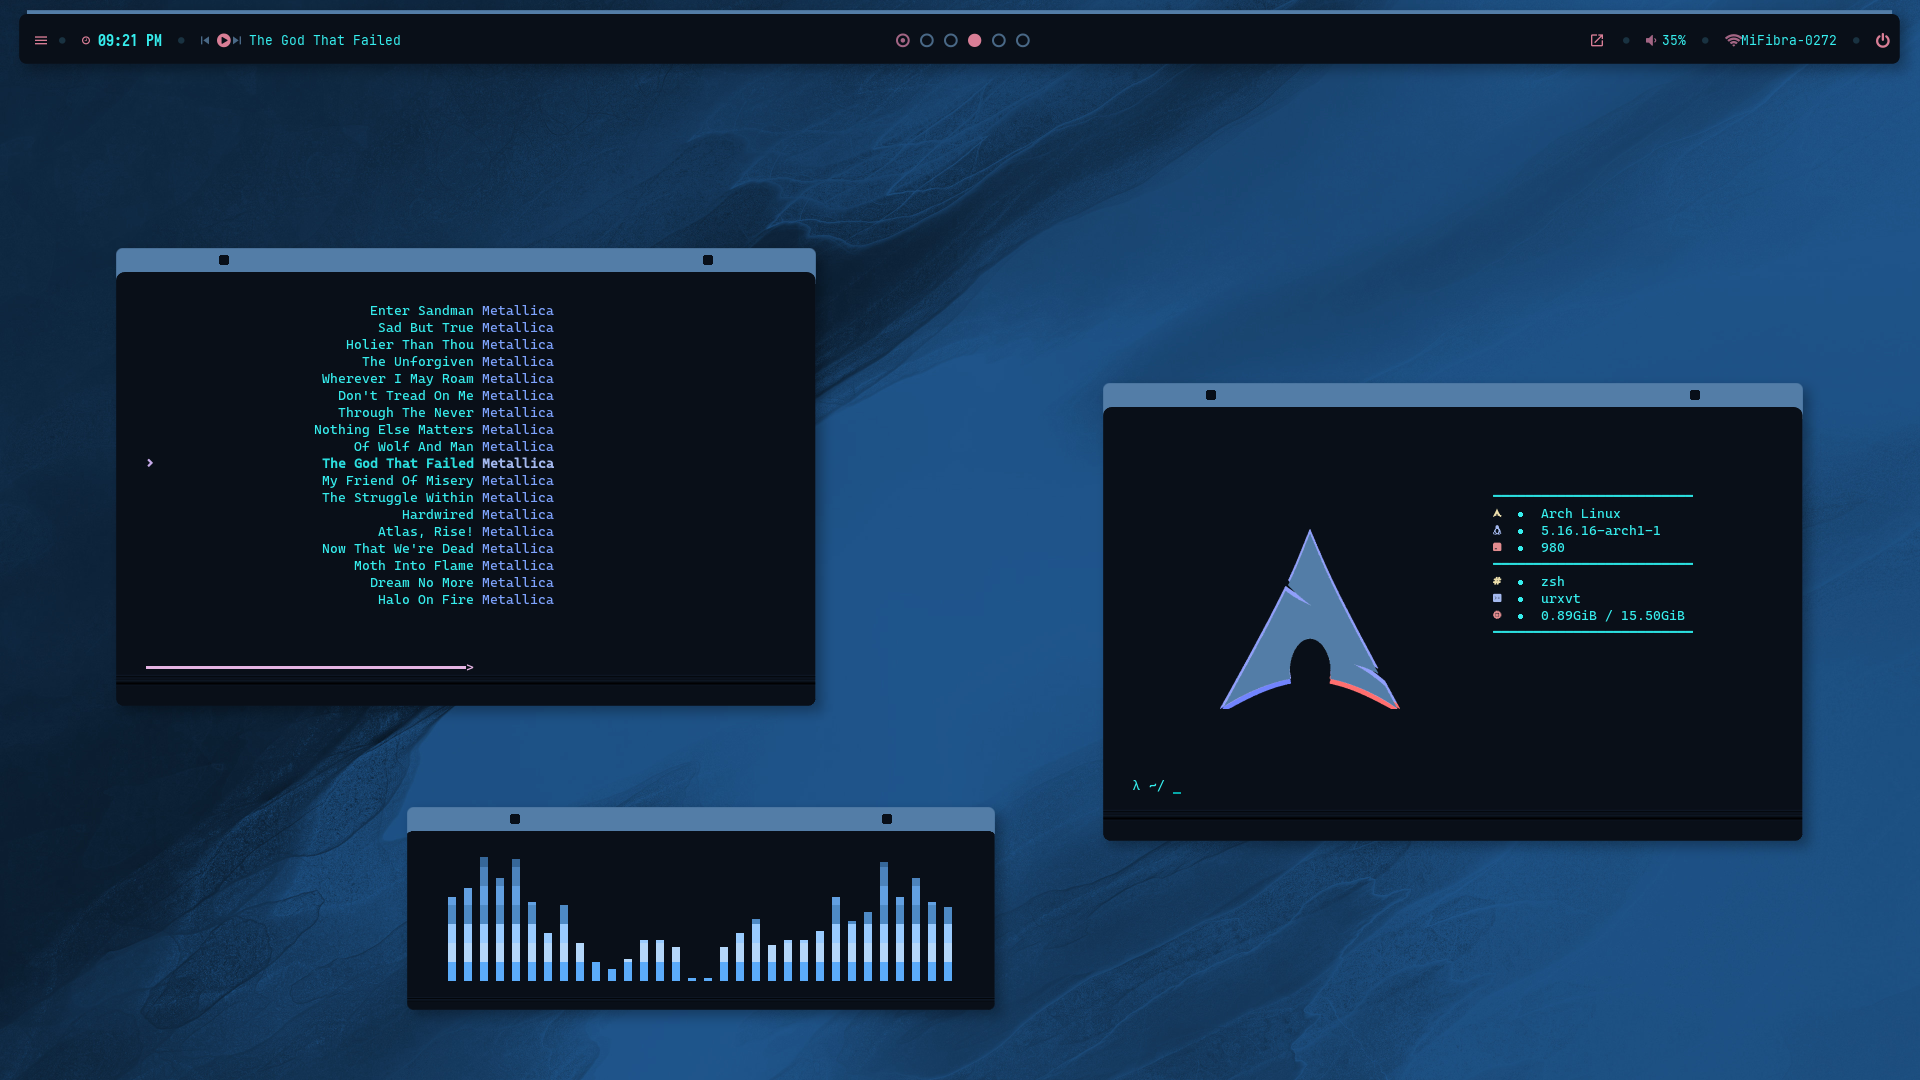 09:21 PM The God That Failed 35% MiFibra-0272
Enter Sandman Metallica
Sad But True Metallica
Holier Than Thou Metallica
The Unforgiven Metallica
Wherever I May Roam Metallica
Don't Tread On Me Metallica
Through The Never Metallica
Nothing Else Matters Metallica
Of Wolf And Man Metallica
The God That Failed Metallica
My Friend Of Misery Metallica
The Struggle Within Metallica
Hardwired Metallica
Atlas, Rise! Metallica
Now That We're Dead Metallica
Moth Into Flame Metallica
Dream No More Metallica
Halo On Fire Metallica
Arch Linux
5.16.16-arch1-1
980
zsh
urxvt
0.89GiB / 15.50GiB
λ ~/ _